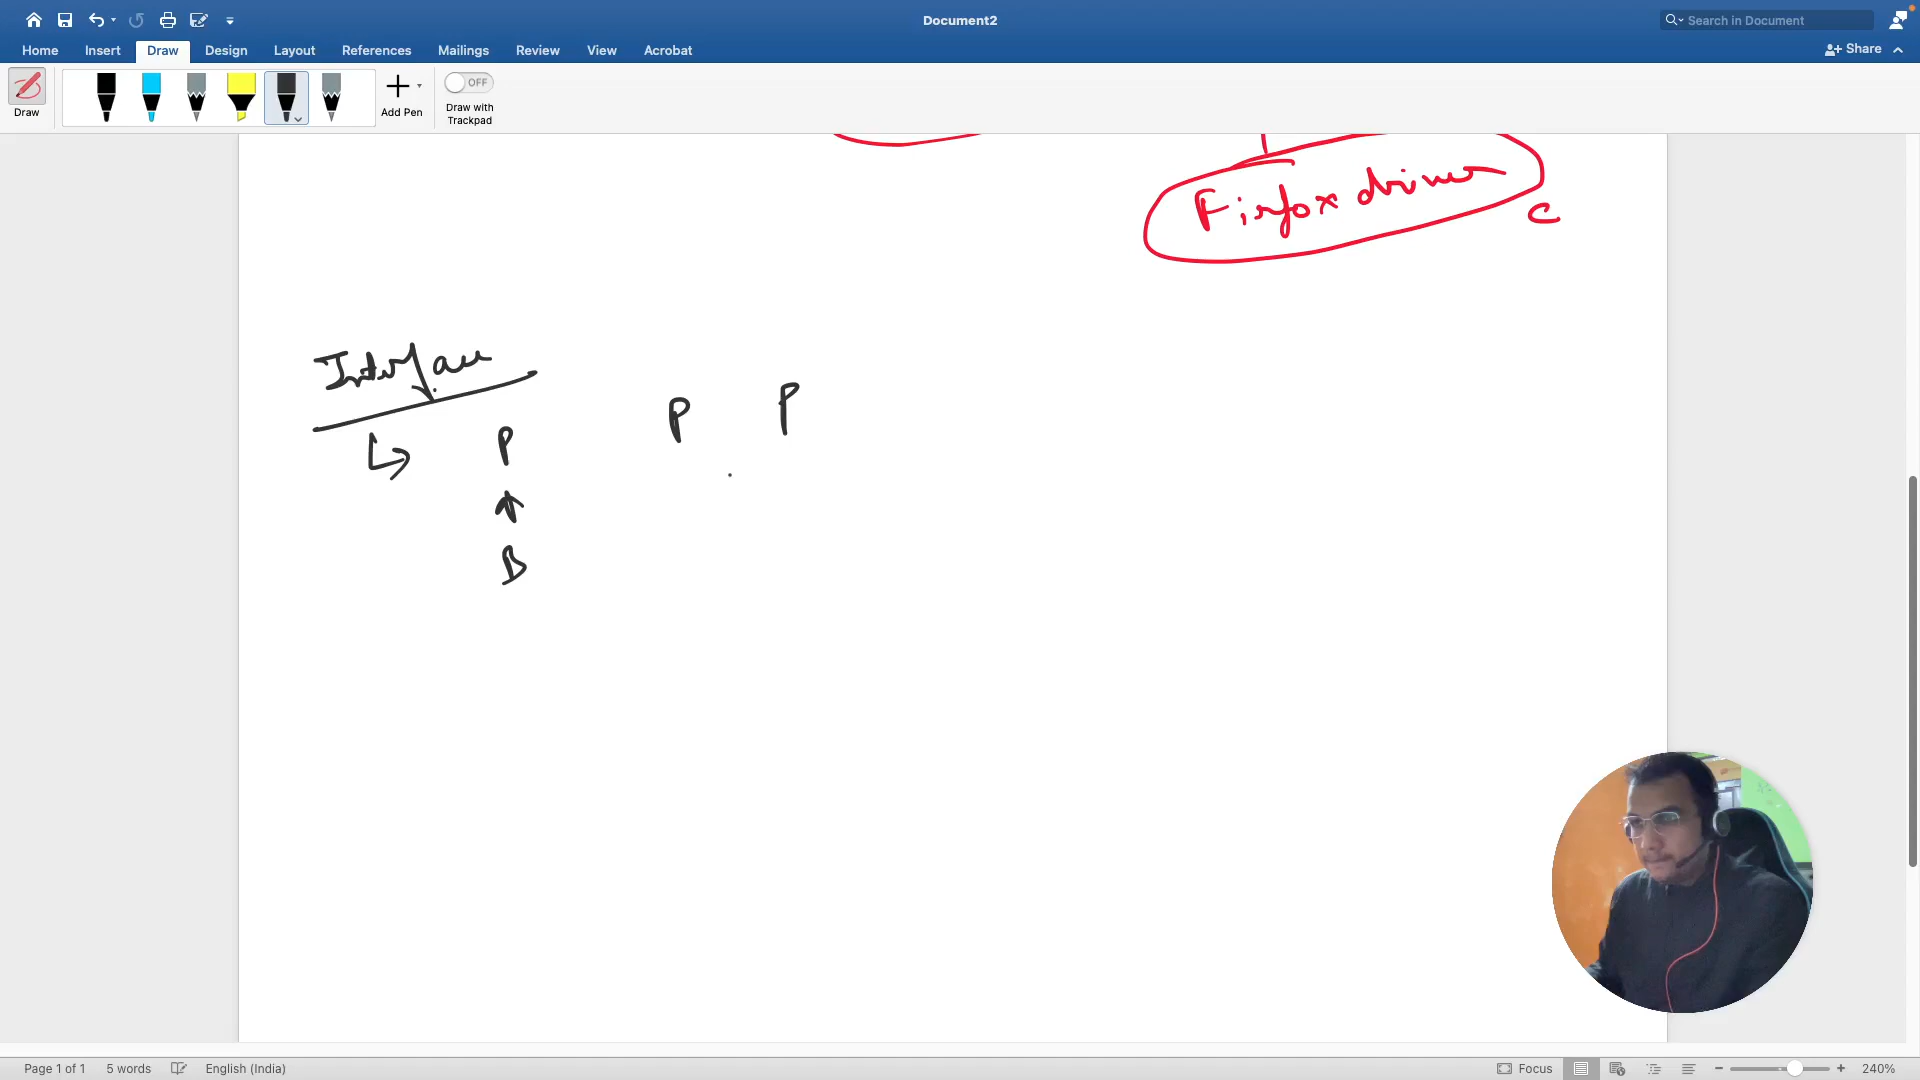 Document2
Search in Document
Home Insert Draw Design Layout References Mailings Review View Acrobat
Share
Draw
Add Pen
OFF
Draw with
Trackpad
Firfox driver
C
Interface
P P P
B
Page 1 of 1 5 words English (India) Focus 240%